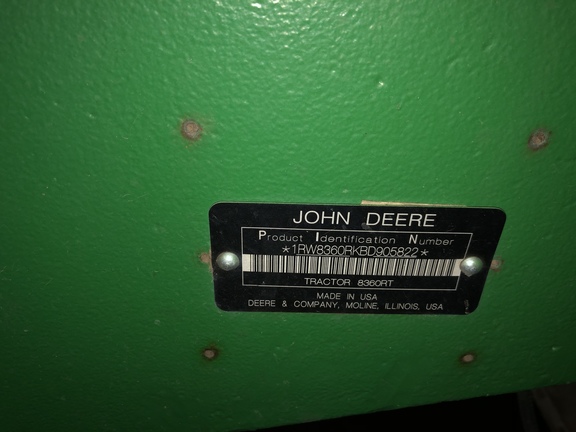 JOHN DEERE
Product Identification Number
*1RW8360RKBD905822*
TRACTOR 8360RT
MADE IN USA
DEERE & COMPANY, MOLINE, ILLINOIS, USA